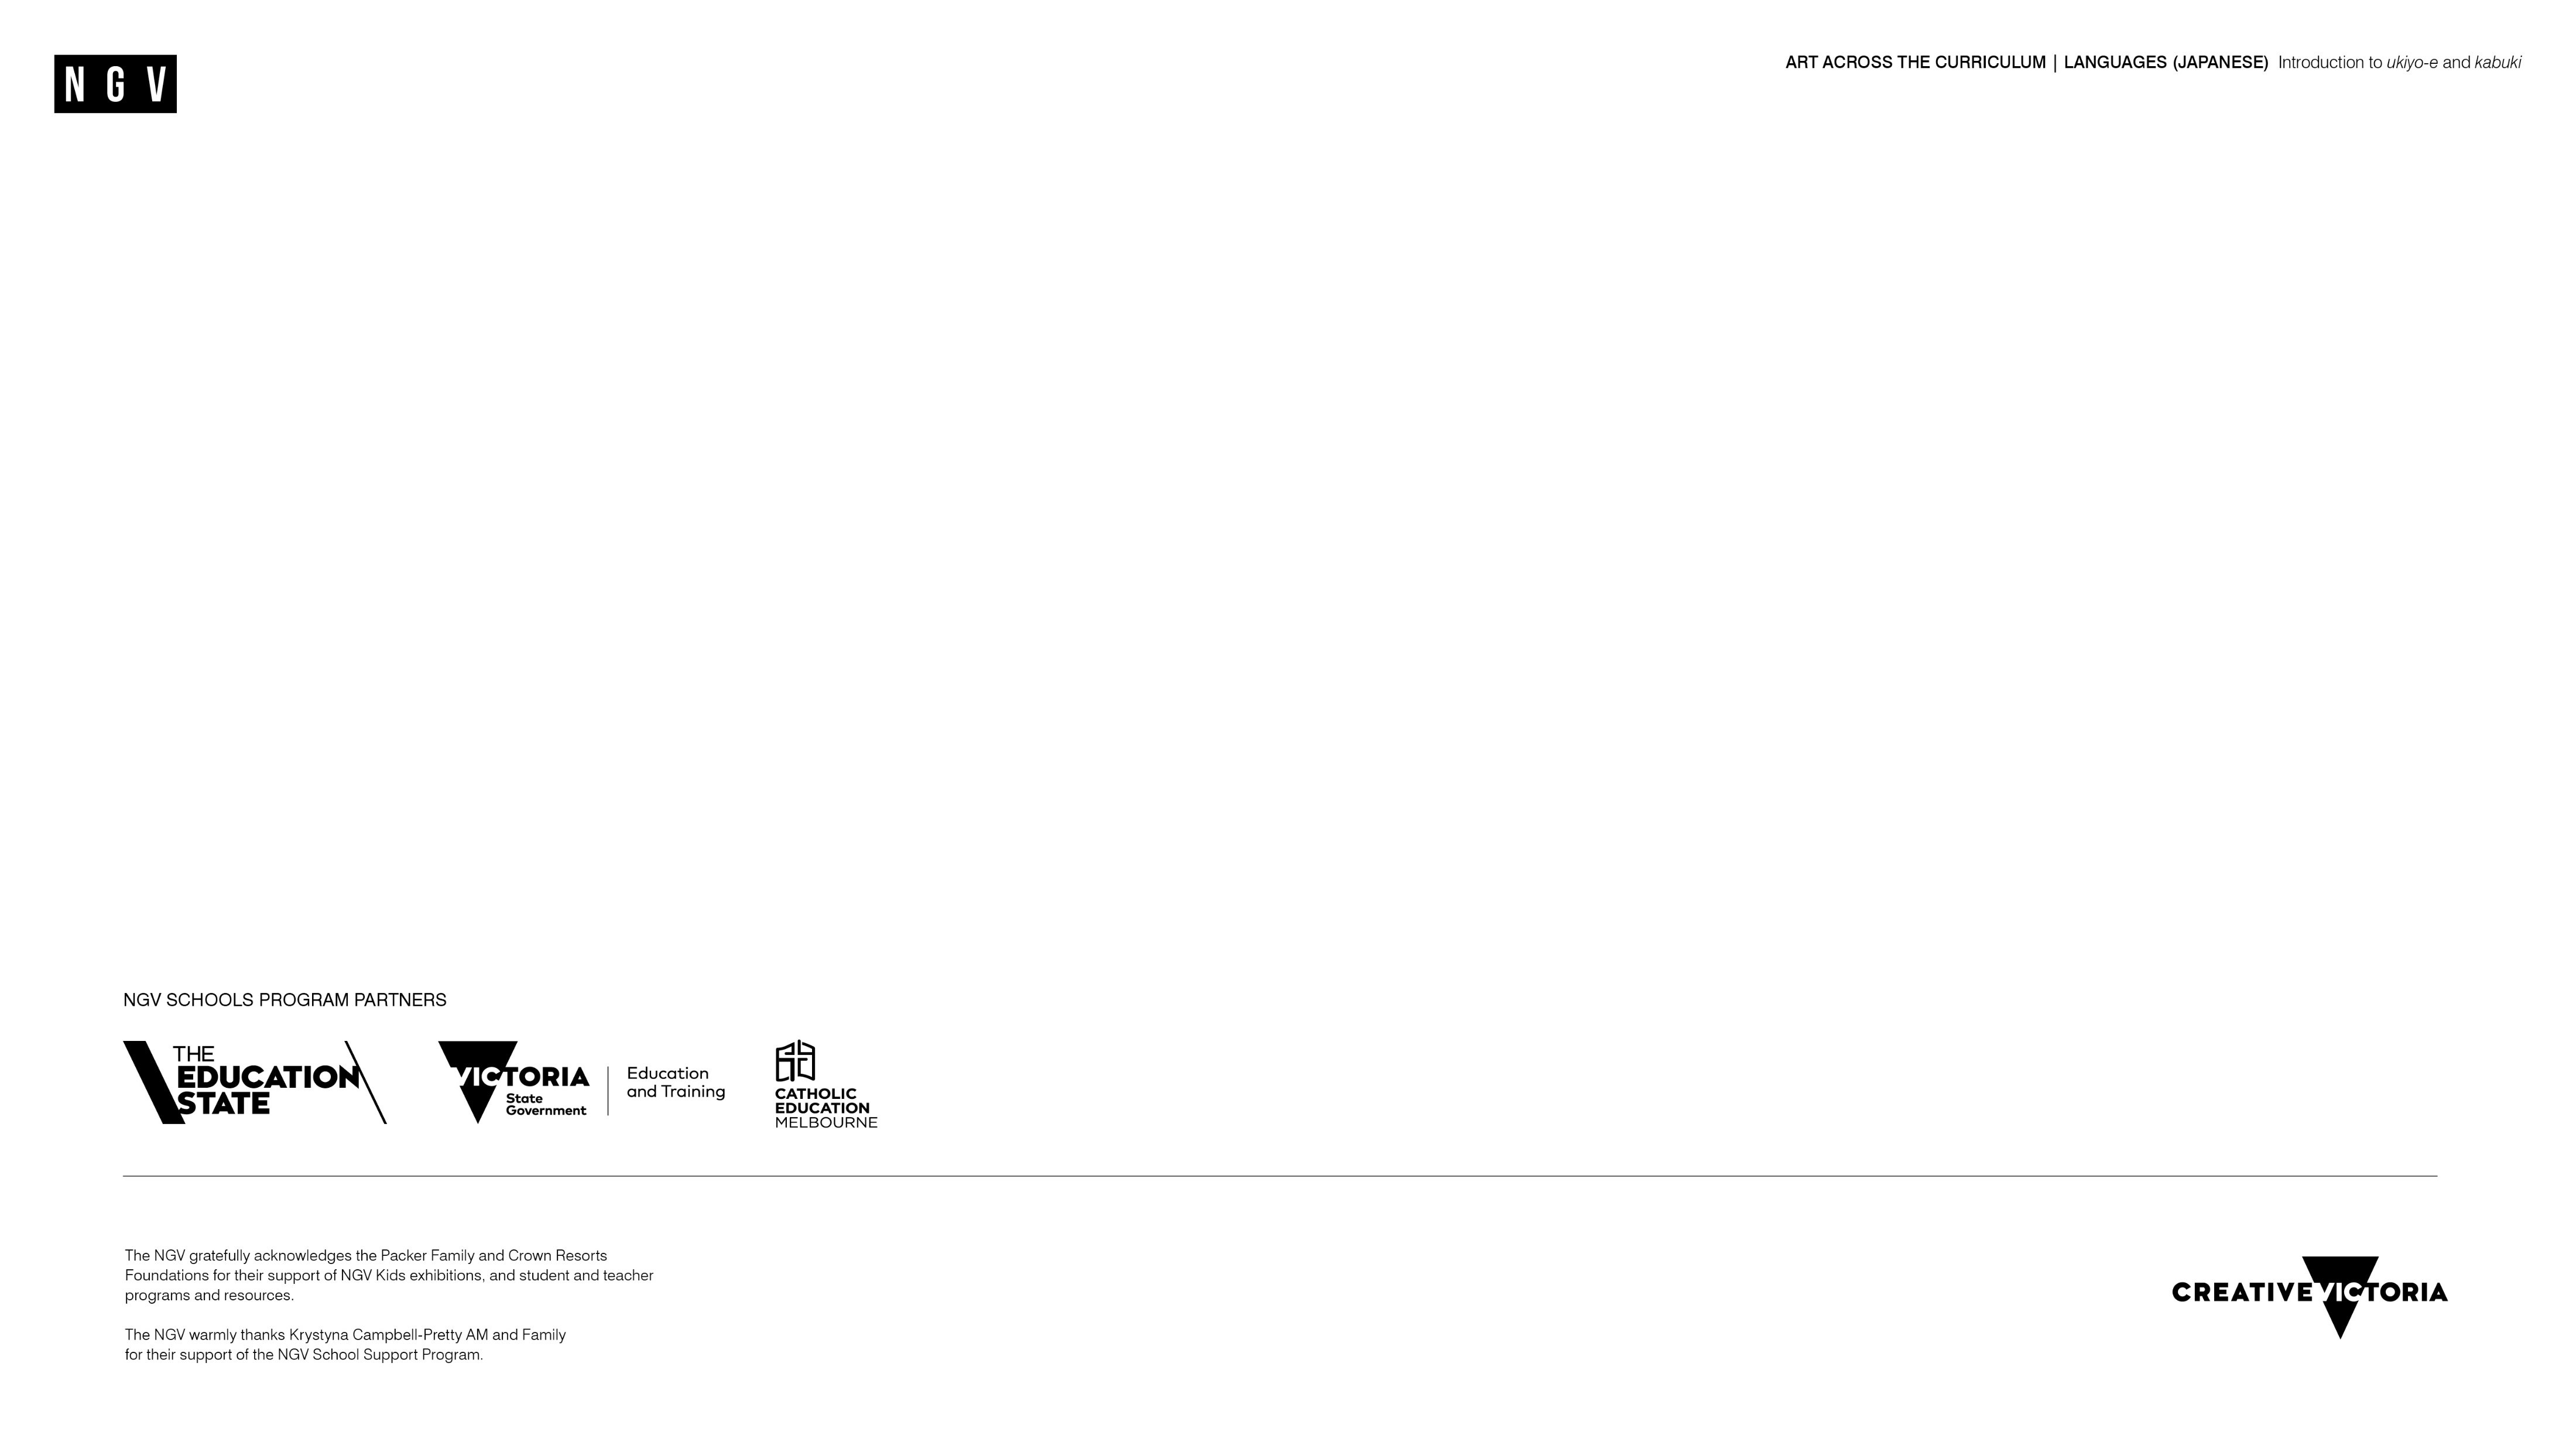 NGV
ART ACROSS THE CURRICULUM | LANGUAGES (JAPANESE) Introduction to ukiyo-e and kabuki
NGV SCHOOLS PROGRAM PARTNERS
THE
EDUCATION
STATE
VICTORIA
State
Government
Education
and Training
CATHOLIC
EDUCATION
MELBOURNE
The NGV gratefully acknowledges the Packer Family and Crown Resorts
Foundations for their support of NGV Kids exhibitions, and student and teacher
programs and resources.
The NGV warmly thanks Krystyna Campbell-Pretty AM and Family
for their support of the NGV School Support Program.
CREATIVE VICTORIA